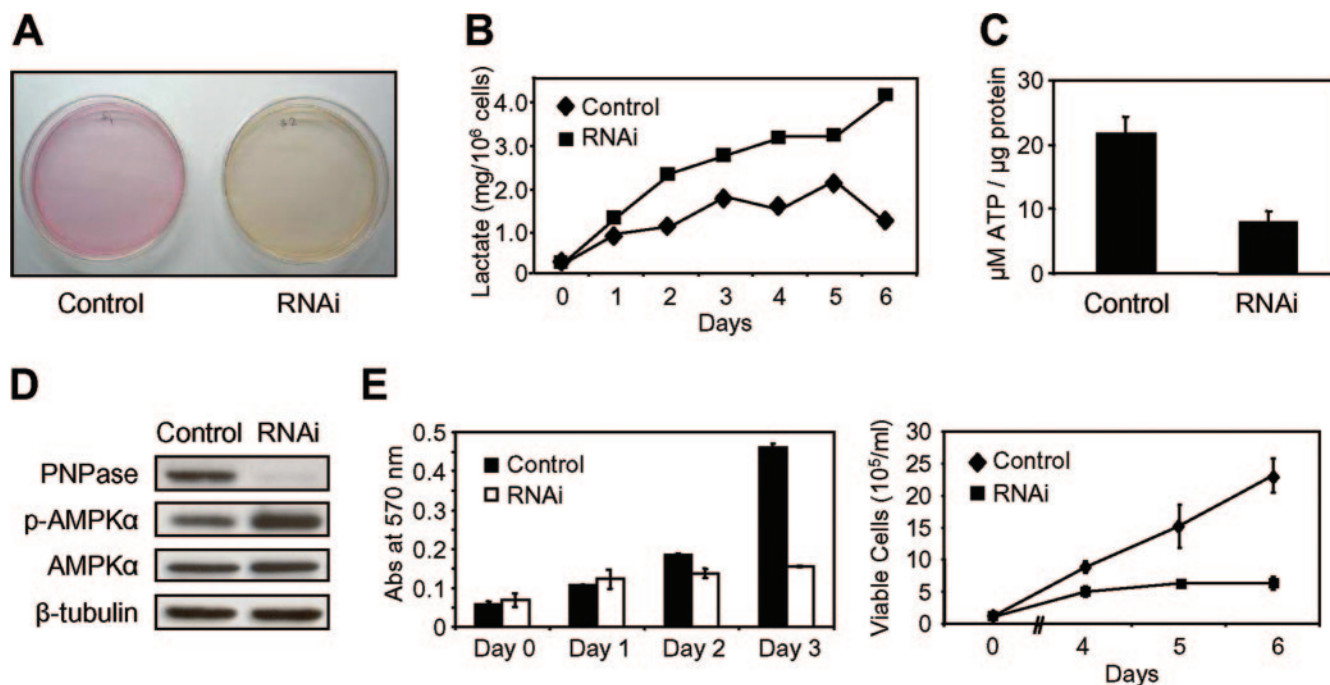 A
Control
RNAi
B
Lactate (mg/10⁶ cells)
4.0
3.0
2.0
1.0
0
Control
RNAi
0 1 2 3 4 5 6
Days
C
µM ATP / µg protein
30
20
10
0
Control RNAi
D
Control RNAi
PNPase
p-AMPKα
AMPKα
β-tubulin
E
Abs at 570 nm
0.5
0.4
0.3
0.2
0.1
0
Control
RNAi
Day 0 Day 1 Day 2 Day 3
Viable Cells (10⁵/ml)
30
25
20
15
10
5
0
Control
RNAi
0 4 5 6
Days